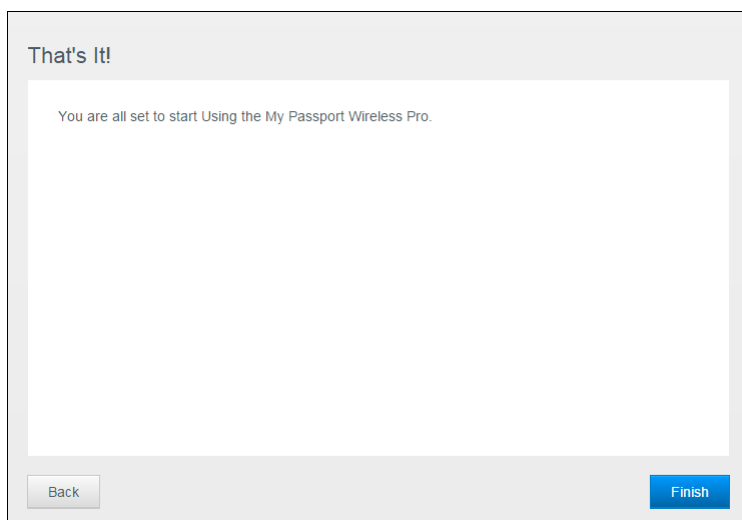 That's It!
You are all set to start Using the My Passport Wireless Pro.
Back
Finish